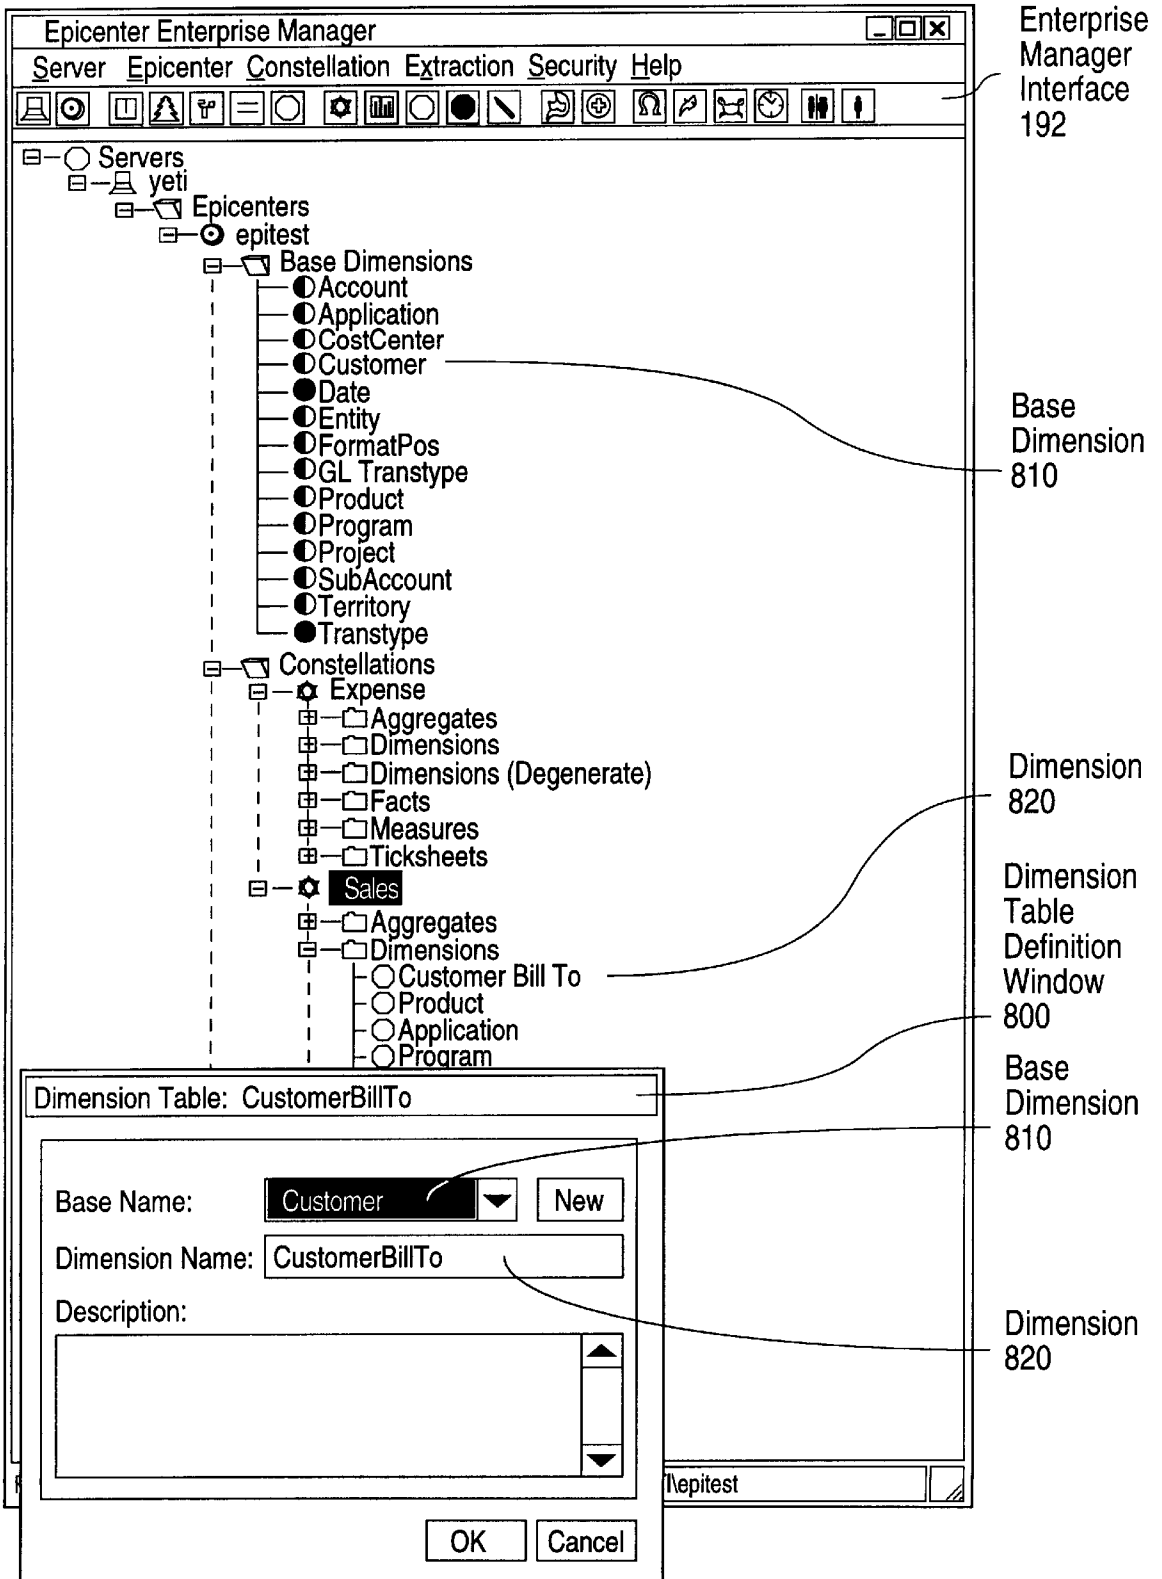 Epicenter Enterprise Manager
Server Epicenter Constellation Extraction Security Help
Enterprise
Manager
Interface
192
Servers
yeti
Epicenters
epitest
Base Dimensions
Account
Application
CostCenter
Customer
Date
Entity
FormatPos
GL Transtype
Product
Program
Project
SubAccount
Territory
Transtype
Base
Dimension
810
Constellations
Expense
Aggregates
Dimensions
Dimensions (Degenerate)
Facts
Measures
Ticksheets
Sales
Aggregates
Dimensions
Customer Bill To
Product
Application
Program
Dimension
820
Dimension
Table
Definition
Window
800
Base
Dimension
810
Dimension Table: CustomerBillTo
Base Name: Customer New
Dimension Name: CustomerBillTo
Description:
Dimension
820
\epitest
OK Cancel